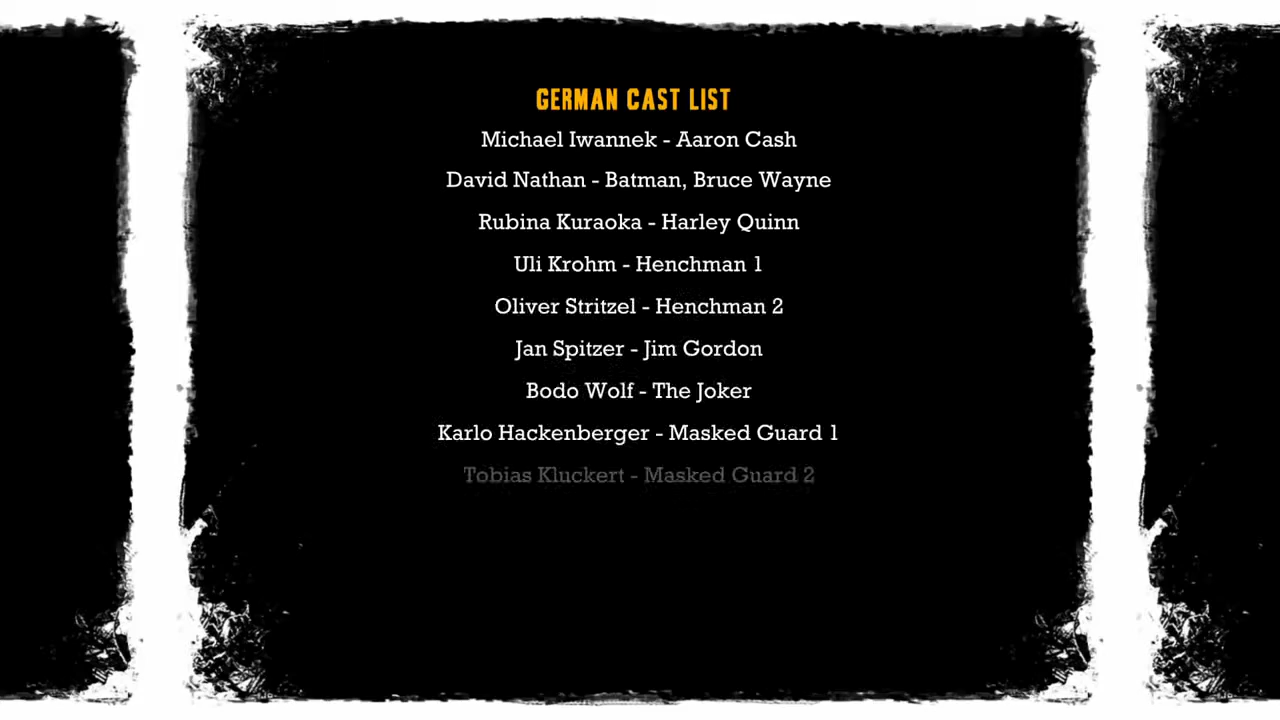 GERMAN CAST LIST
Michael Iwannek - Aaron Cash
David Nathan - Batman, Bruce Wayne
Rubina Kuraoka - Harley Quinn
Uli Krohm - Henchman 1
Oliver Stritzel - Henchman 2
Jan Spitzer - Jim Gordon
Bodo Wolf - The Joker
Karlo Hackenberger - Masked Guard 1
Tobias Kluckert - Masked Guard 2